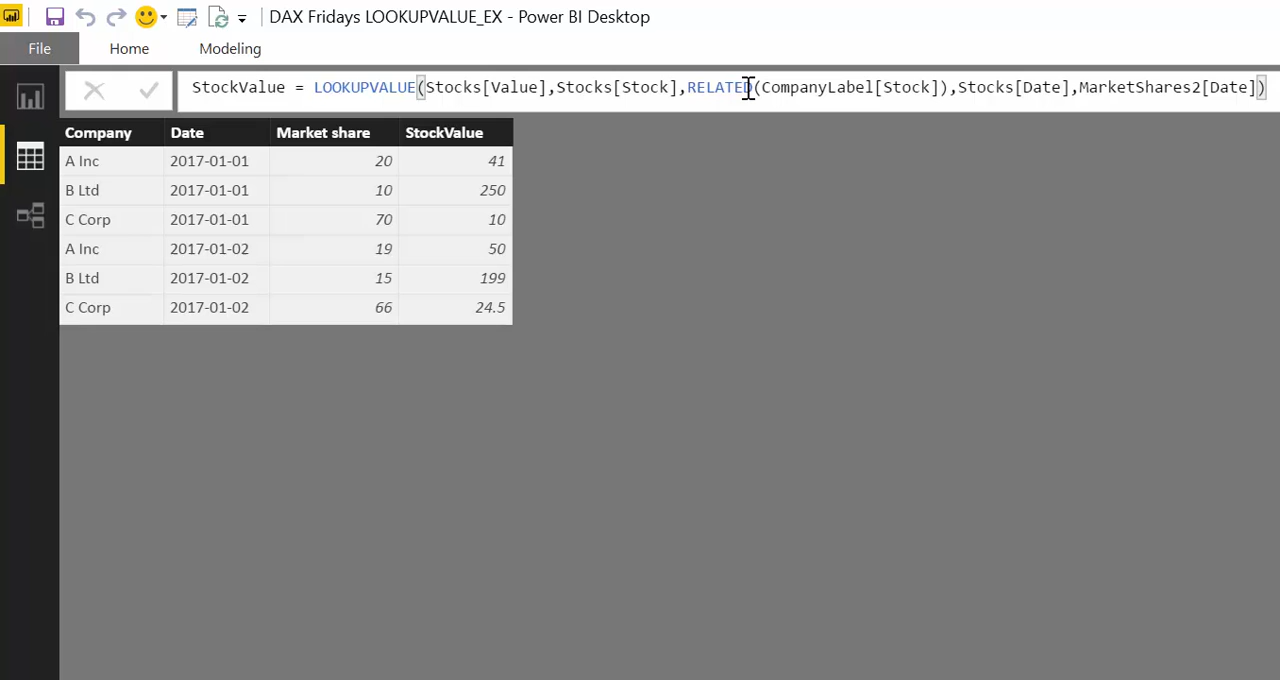 DAX Fridays LOOKUPVALUE_EX - Power BI Desktop
File Home Modeling
StockValue = LOOKUPVALUE(Stocks[Value],Stocks[Stock],RELATED(CompanyLabel[Stock]),Stocks[Date],MarketShares2[Date])
Company Date Market share StockValue
A Inc 2017-01-01 20 41
B Ltd 2017-01-01 10 250
C Corp 2017-01-01 70 10
A Inc 2017-01-02 19 50
B Ltd 2017-01-02 15 199
C Corp 2017-01-02 66 24.5